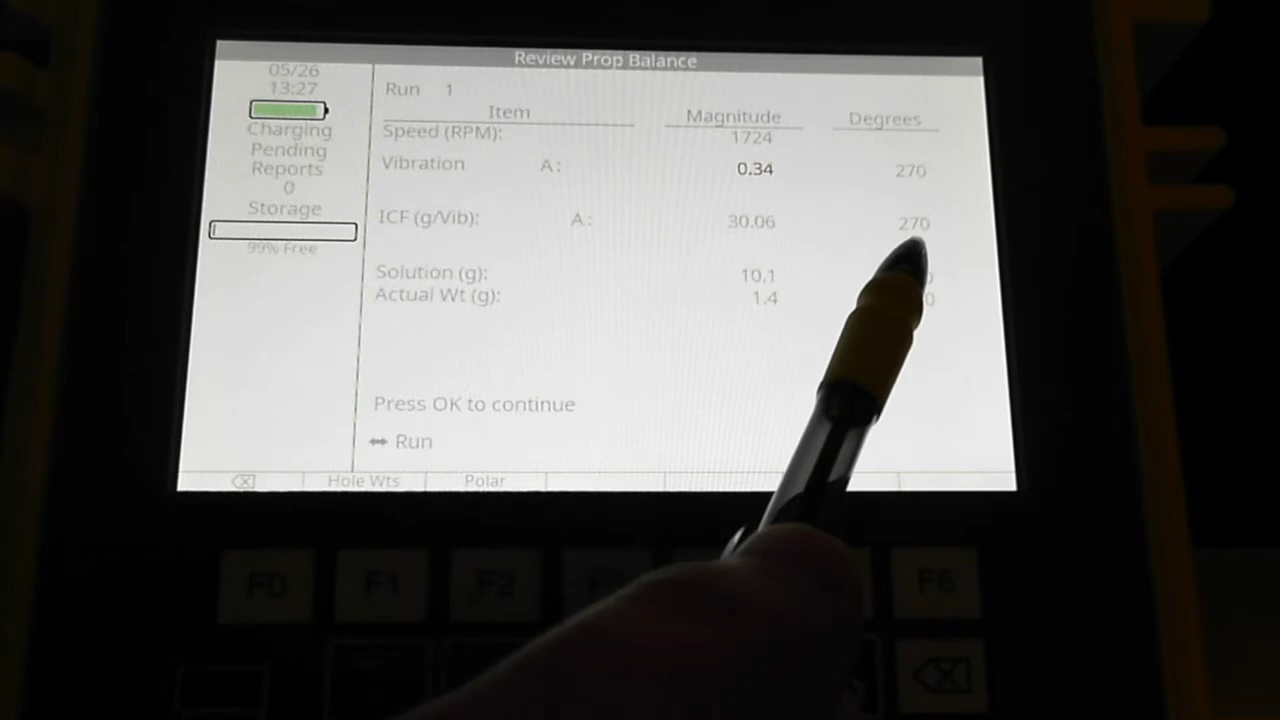 Review Prop Balance
05/26
13:27
Charging
Pending
Reports
0
Storage
99% Free
Run 1
Item Magnitude Degrees
Speed (RPM): 1724
Vibration A: 0.34 270
ICF (g/Vib): A: 30.06 270
Solution (g): 10.1
Actual Wt (g): 1.4
Press OK to continue
Run
Hole Wts Polar
F0 F1 F2 F6